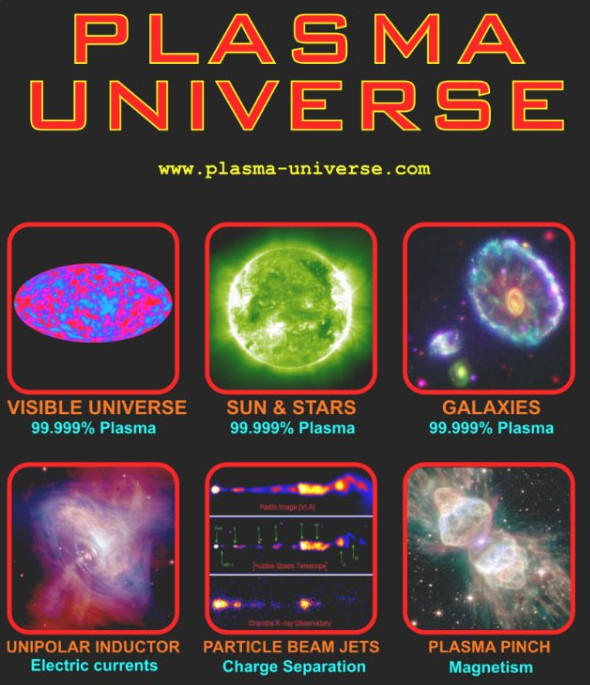 PLASMA
UNIVERSE
www.plasma-universe.com
VISIBLE UNIVERSE
99.999% Plasma
SUN & STARS
99.999% Plasma
GALAXIES
99.999% Plasma
Radio Image (VLA)
[Hubble Space Telescope]
Chandra X-ray Observatory
UNIPOLAR INDUCTOR
Electric currents
PARTICLE BEAM JETS
Charge Separation
PLASMA PINCH
Magnetism